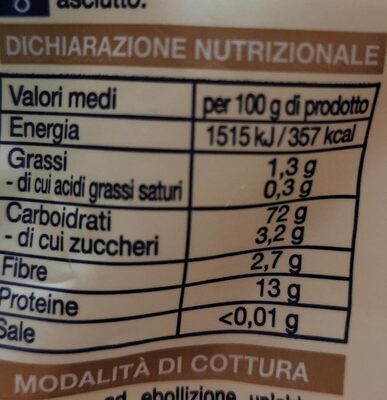 asciutto.
DICHIARAZIONE NUTRIZIONALE
Valori medi per 100 g di prodotto
Energia 1515 kJ/357 kcal
Grassi 1,3 g
- di cui acidi grassi saturi 0,3 g
Carboidrati 72 g
- di cui zuccheri 3,2 g
Fibre 2,7 g
Proteine 13 g
Sale <0,01 g
MODALITÀ DI COTTURA
ad ebollizione